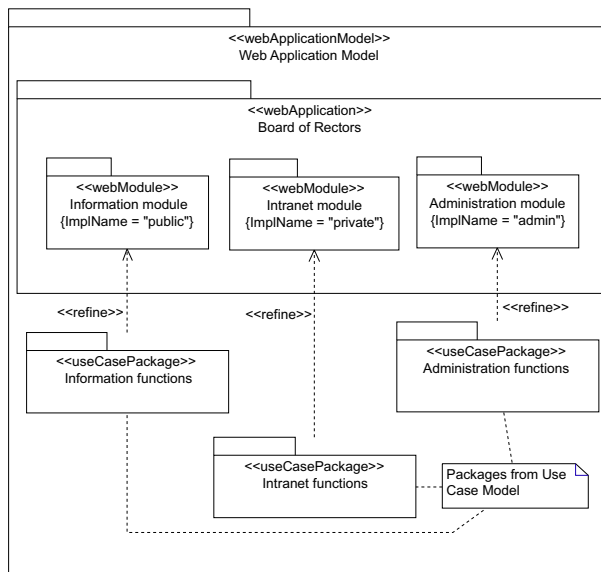 <<webApplicationModel>>
Web Application Model
<<webApplication>>
Board of Rectors
<<webModule>>
Information module
{ImplName = "public"}
<<webModule>>
Intranet module
{ImplName = "private"}
<<webModule>>
Administration module
{ImplName = "admin"}
<<refine>>
<<refine>>
<<refine>>
<<useCasePackage>>
Information functions
<<useCasePackage>>
Administration functions
<<useCasePackage>>
Intranet functions
Packages from Use
Case Model